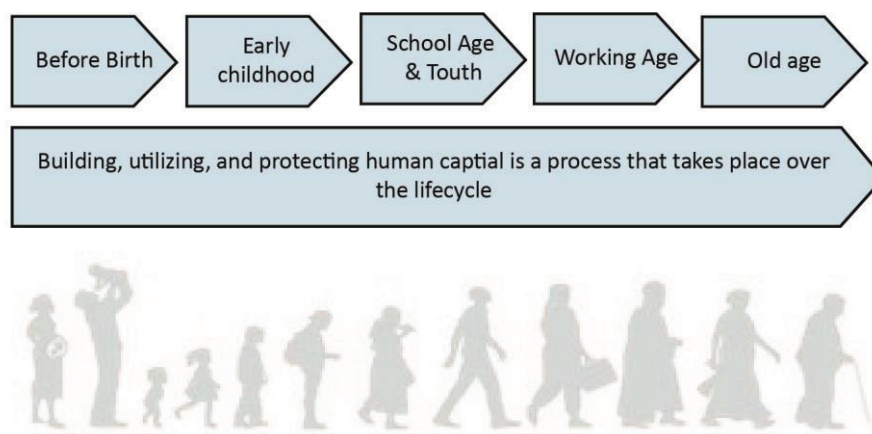 Before Birth
Early
childhood
School Age
& Touth
Working Age
Old age
Building, utilizing, and protecting human captial is a process that takes place over
the lifecycle